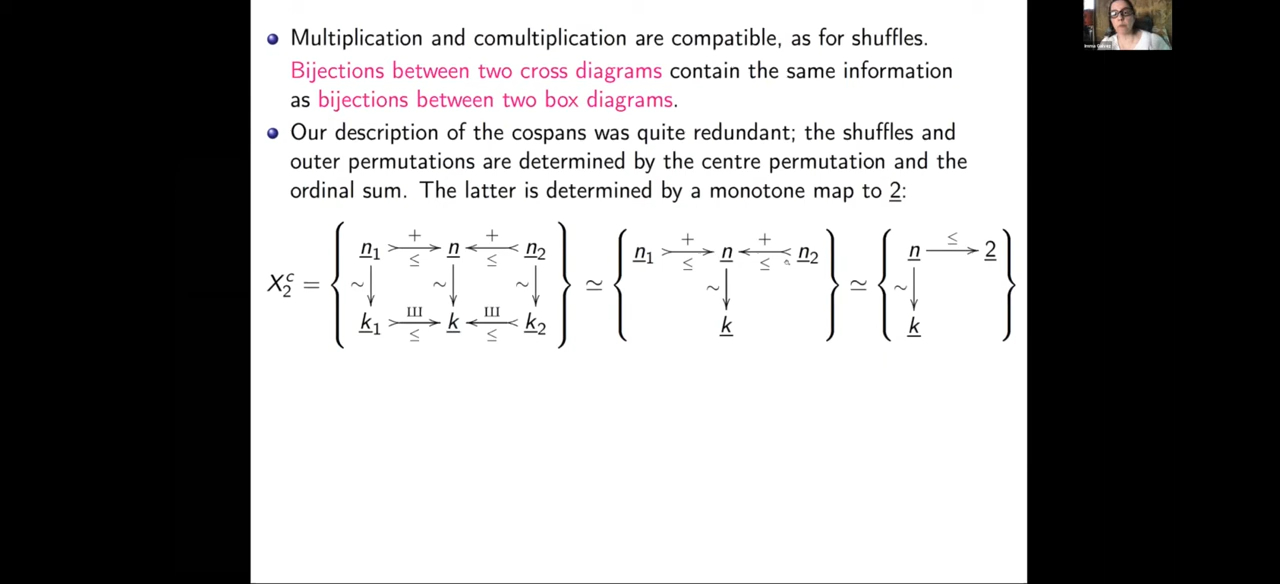 Multiplication and comultiplication are compatible, as for shuffles.
Bijections between two cross diagrams contain the same information
as bijections between two box diagrams.
Our description of the cospans was quite redundant; the shuffles and
outer permutations are determined by the centre permutation and the
ordinal sum. The latter is determined by a monotone map to 2:
+ + + + ≤
n₁ ≤ n ≤ n₂ n₁ ≤ n ≤ n₂ n 2
X₂ᶜ = { ∼ ∼ ∼ } ≃ { ∼ } ≃ { ∼ }
Ш Ш
k₁ ≤ k ≤ k₂ k k